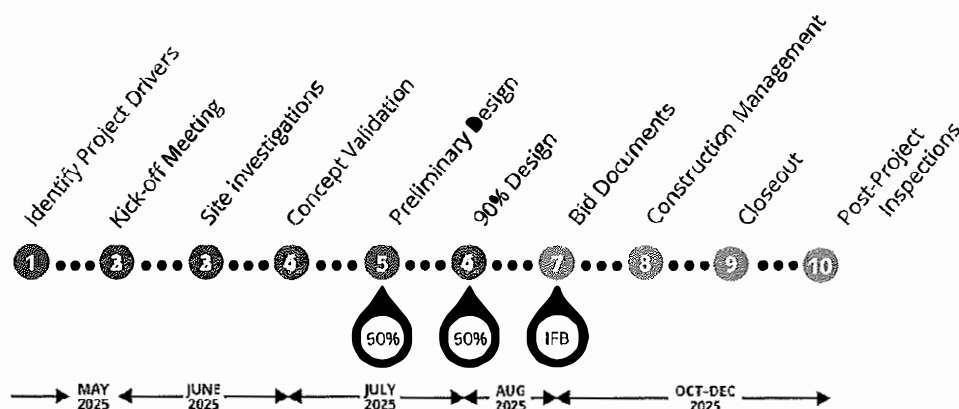 Identify Project Drivers
Kick-off Meeting
Site Investigations
Concept Validation
Preliminary Design
90% Design
Bid Documents
Construction Management
Closeout
Post-Project
Inspections
1
3
5
7
8
9
10
50%
50%
IFB
MAY
2025
JUNE
2025
JULY
2025
AUG
2025
OCT-DEC
2025